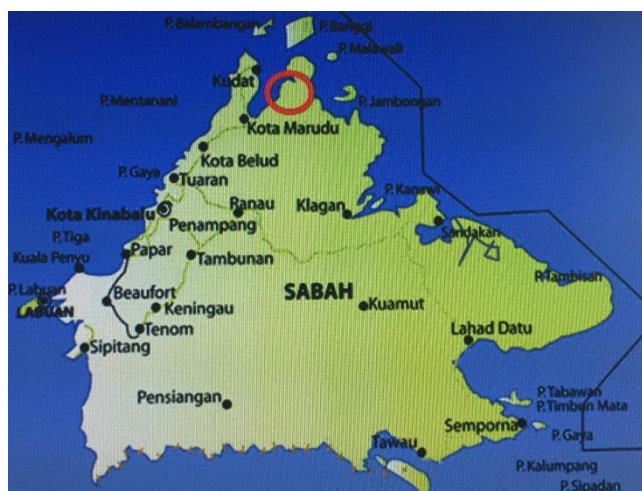 P. Balambangan
P. Banggi
P. Malawali
Kudat
P. Mentanani
P. Jambongan
Kota Marudu
P. Mengalum
Kota Belud
P. Gaya
Tuaran
P. Kanawi
Kota Kinabalu
Ranau
Klagan
Penampang
Sandakan
P. Tiga
Papar
Tambunan
Kuala Penyu
P. Tambisan
P. Labuan
LABUAN
Beaufort
Keningau
SABAH
Kuamut
Tenom
Lahad Datu
Sipitang
Pensiangan
P. Tabawan
P. Timbun Mata
Semporna
P. Gaya
Tawau
P. Kalumpang
P. Sipadan